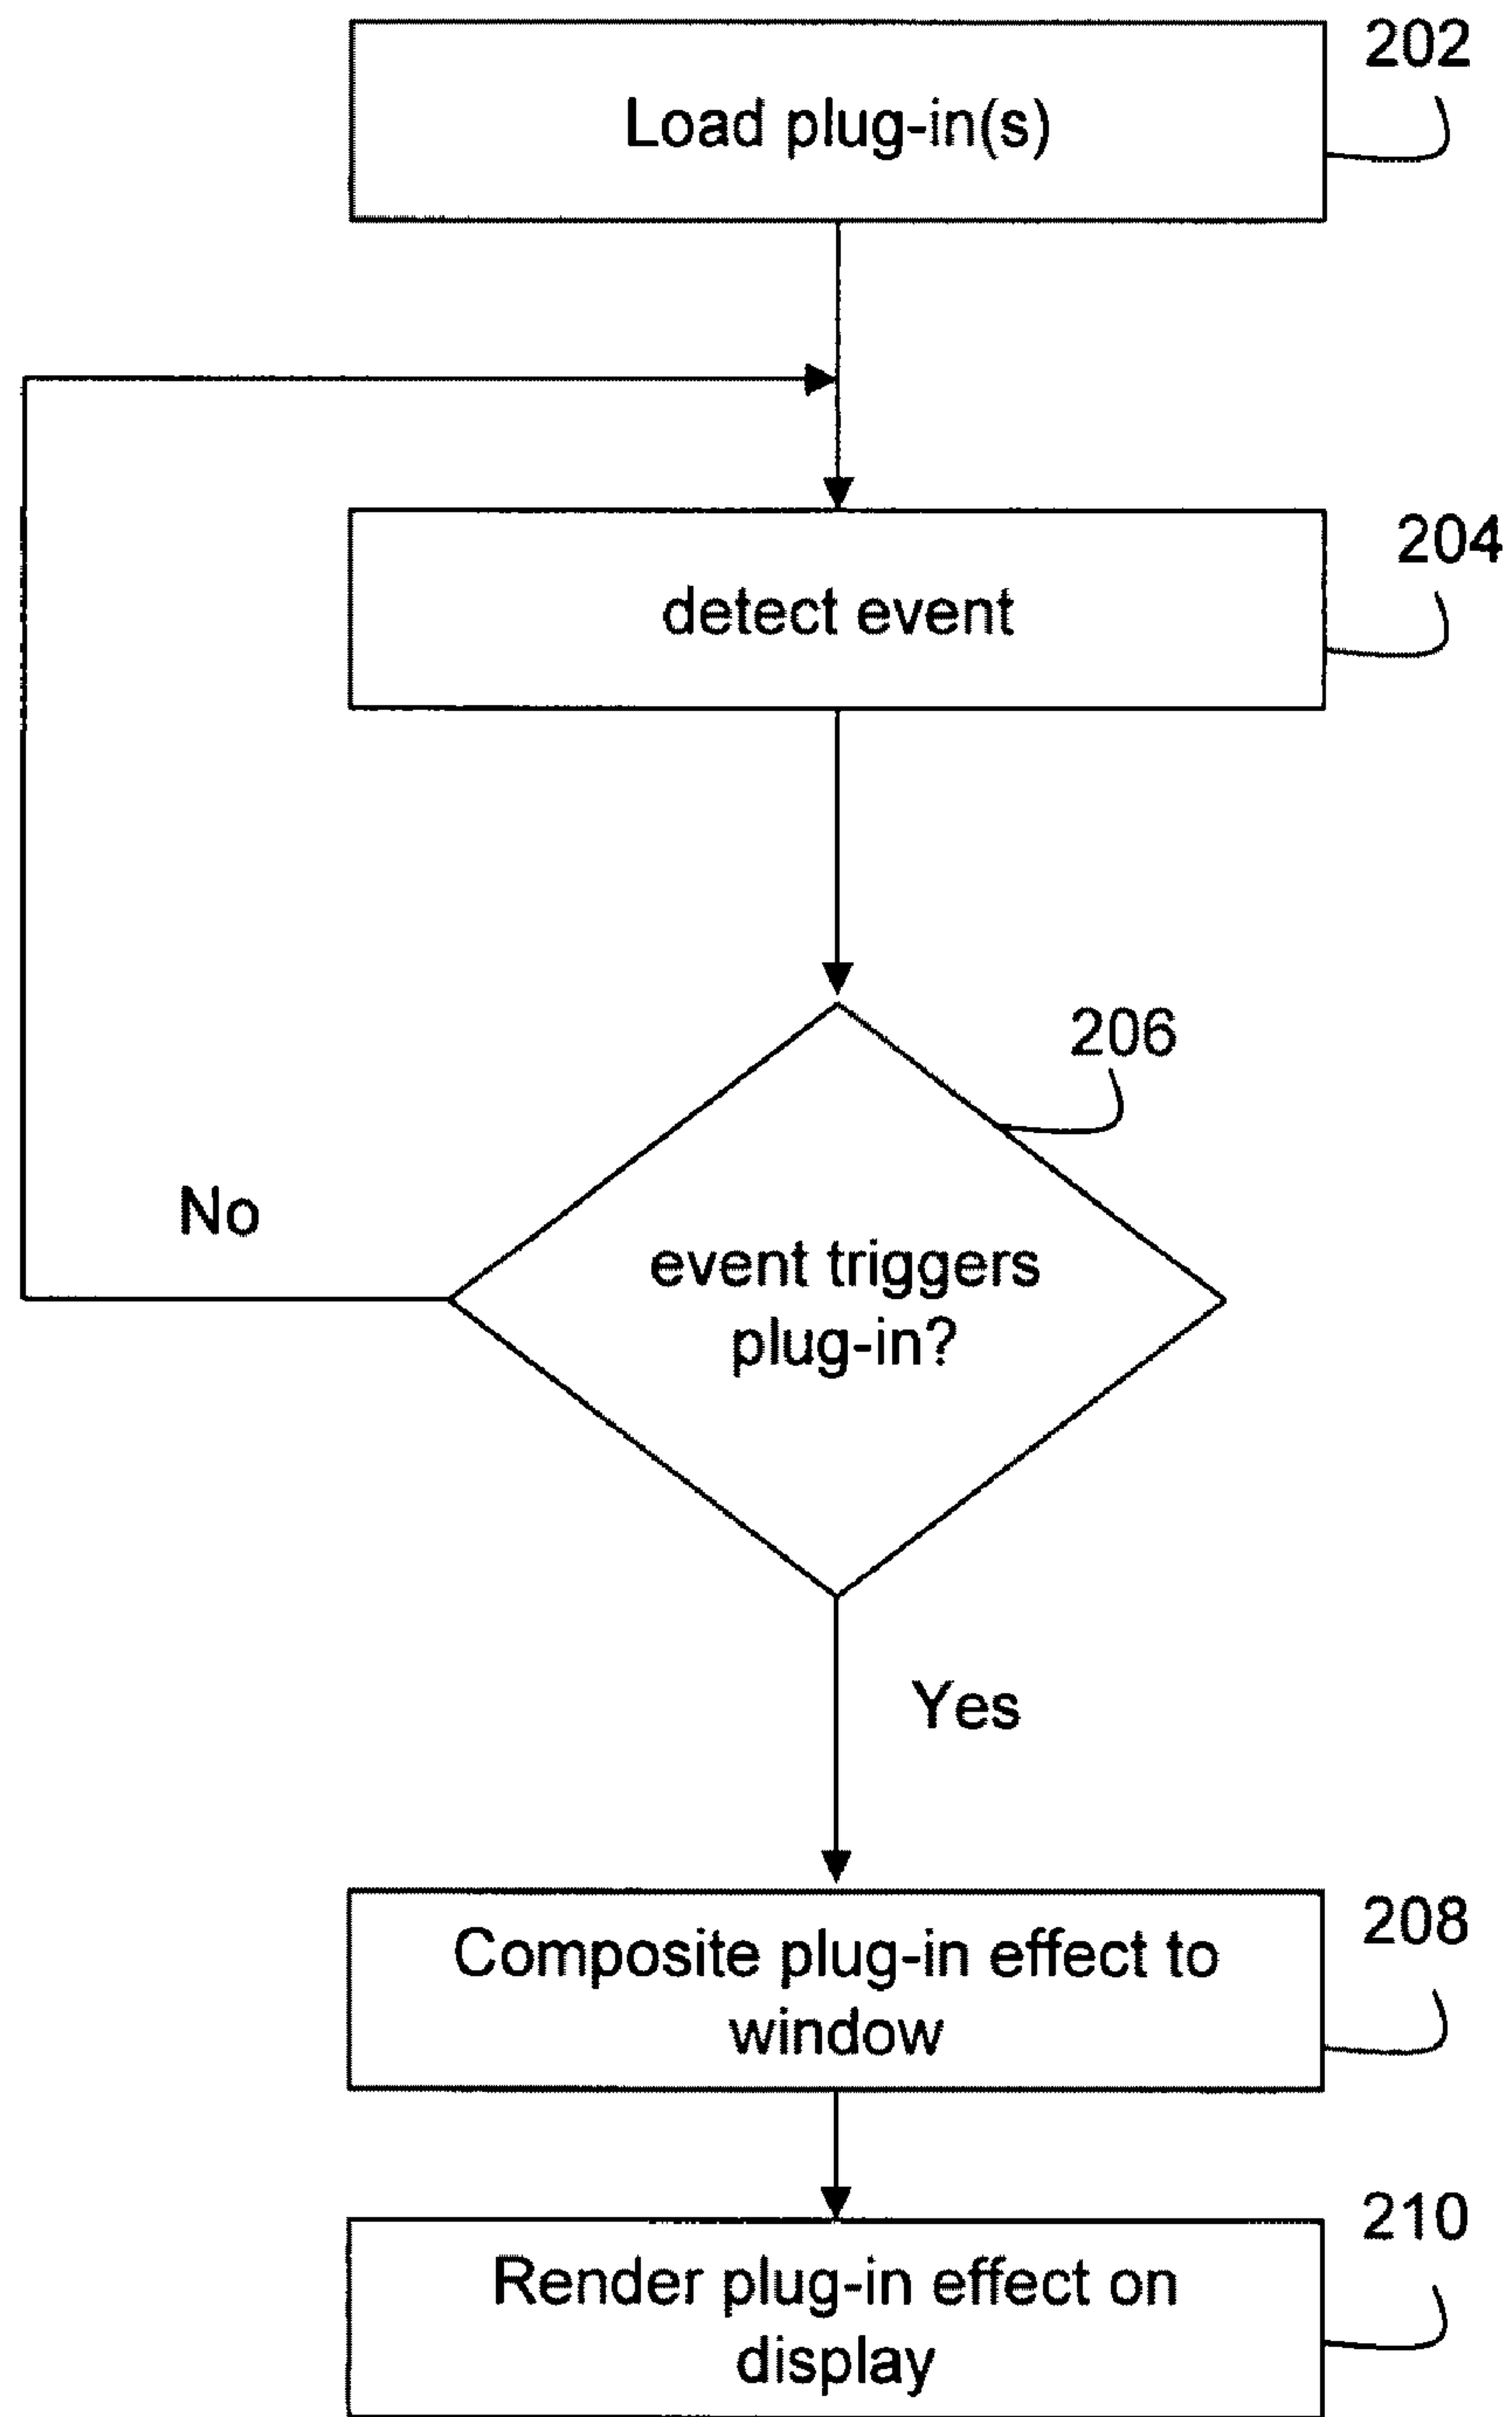 202
Load plug-in(s)
204
detect event
206
No
event triggers
plug-in?
Yes
208
Composite plug-in effect to
window
210
Render plug-in effect on
display